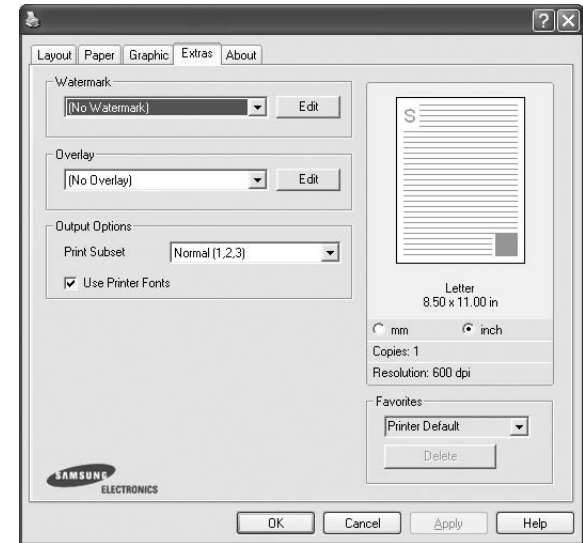 Layout Paper Graphic Extras About
Watermark
(No Watermark) Edit
Overlay
(No Overlay) Edit
Output Options
Print Subset Normal (1,2,3)
Use Printer Fonts
SAMSUNG
ELECTRONICS
S
Letter
8.50 x 11.00 in
mm inch
Copies: 1
Resolution: 600 dpi
Favorites
Printer Default
Delete
OK Cancel Apply Help